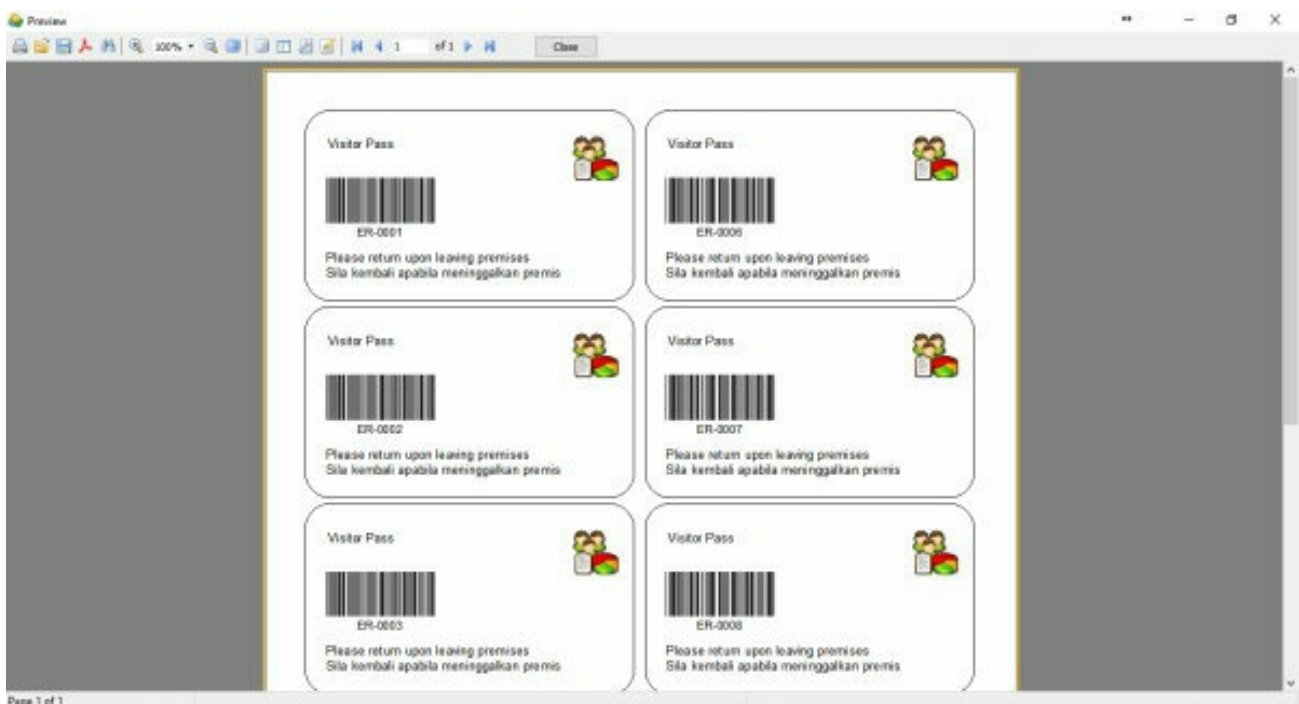 Preview
100%
1 of 1
Close
Visitor Pass
ER-0001
Please return upon leaving premises
Sila kembali apabila meninggalkan premis
Visitor Pass
ER-0006
Please return upon leaving premises
Sila kembali apabila meninggalkan premis
Visitor Pass
ER-0002
Please return upon leaving premises
Sila kembali apabila meninggalkan premis
Visitor Pass
ER-0007
Please return upon leaving premises
Sila kembali apabila meninggalkan premis
Visitor Pass
ER-0003
Please return upon leaving premises
Sila kembali apabila meninggalkan premis
Visitor Pass
ER-0008
Please return upon leaving premises
Sila kembali apabila meninggalkan premis
Page 1 of 1